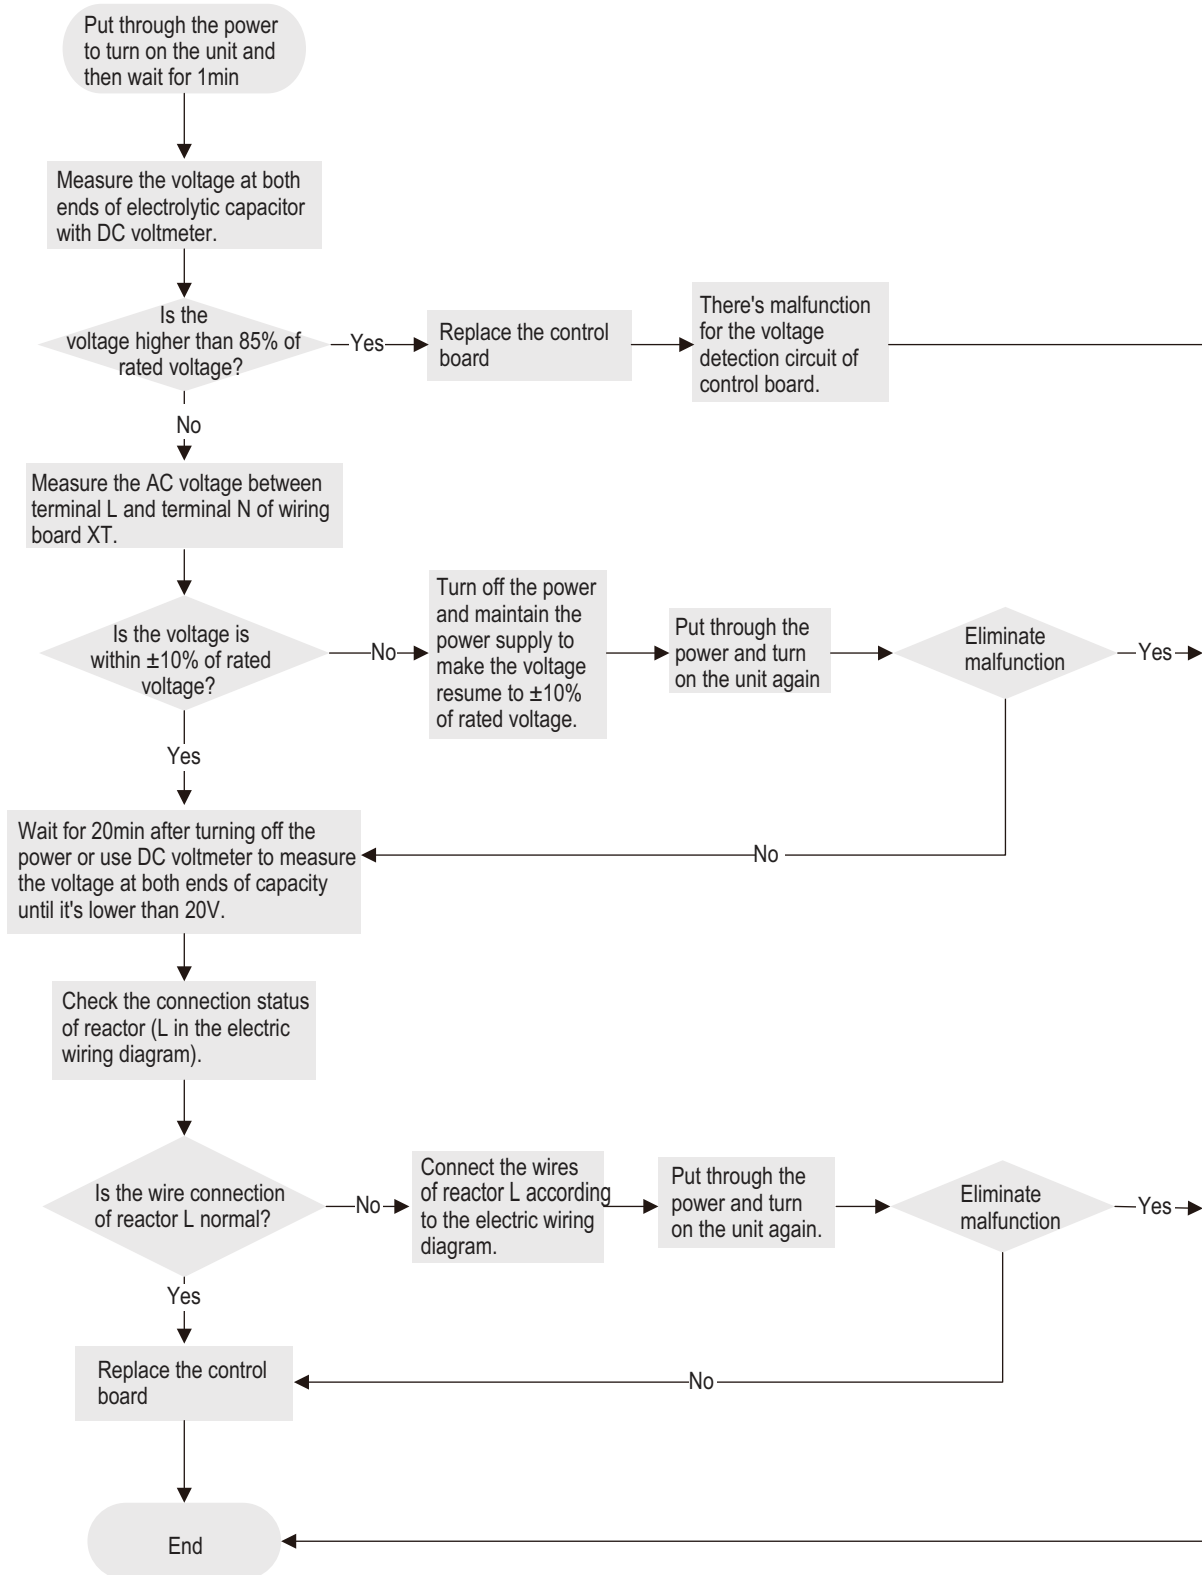 Put through the power
to turn on the unit and
then wait for 1min
Measure the voltage at both
ends of electrolytic capacitor
with DC voltmeter.
Is the
voltage higher than 85% of
rated voltage?
Yes
Replace the control
board
There's malfunction
for the voltage
detection circuit of
control board.
No
Measure the AC voltage between
terminal L and terminal N of wiring
board XT.
Is the voltage is
within ±10% of rated
voltage?
No
Turn off the power
and maintain the
power supply to
make the voltage
resume to ±10%
of rated voltage.
Put through the
power and turn
on the unit again
Eliminate
malfunction
Yes
Yes
No
Wait for 20min after turning off the
power or use DC voltmeter to measure
the voltage at both ends of capacity
until it's lower than 20V.
Check the connection status
of reactor (L in the electric
wiring diagram).
Is the wire connection
of reactor L normal?
No
Connect the wires
of reactor L according
to the electric wiring
diagram.
Put through the
power and turn
on the unit again.
Eliminate
malfunction
Yes
Yes
No
Replace the control
board
End